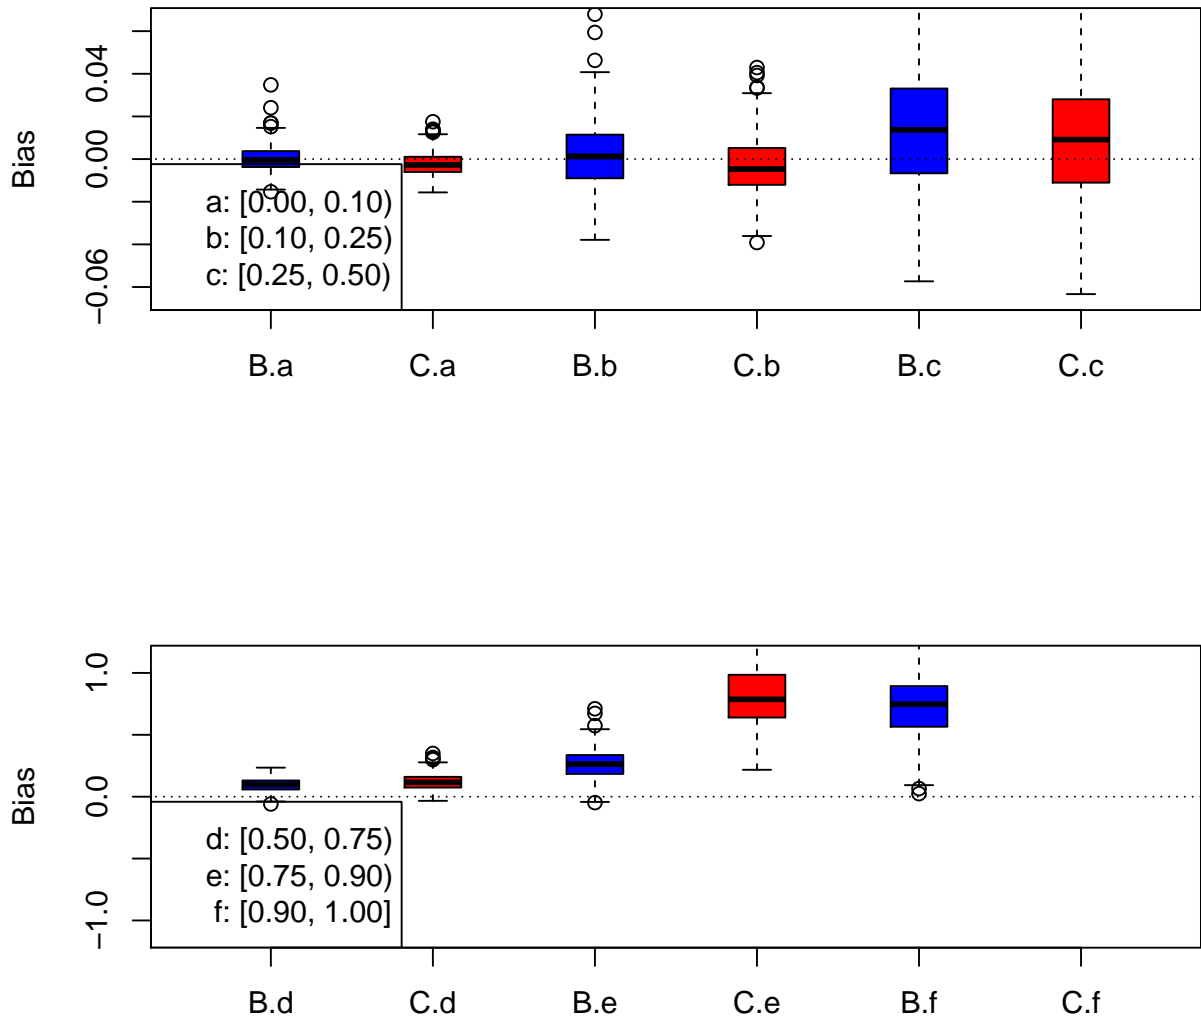 0.04
0.00
−0.06
Bias
a: [0.00, 0.10)
b: [0.10, 0.25)
c: [0.25, 0.50)
B.a C.a B.b C.b B.c C.c
1.0
0.0
−1.0
Bias
d: [0.50, 0.75)
e: [0.75, 0.90)
f: [0.90, 1.00]
B.d C.d B.e C.e B.f C.f